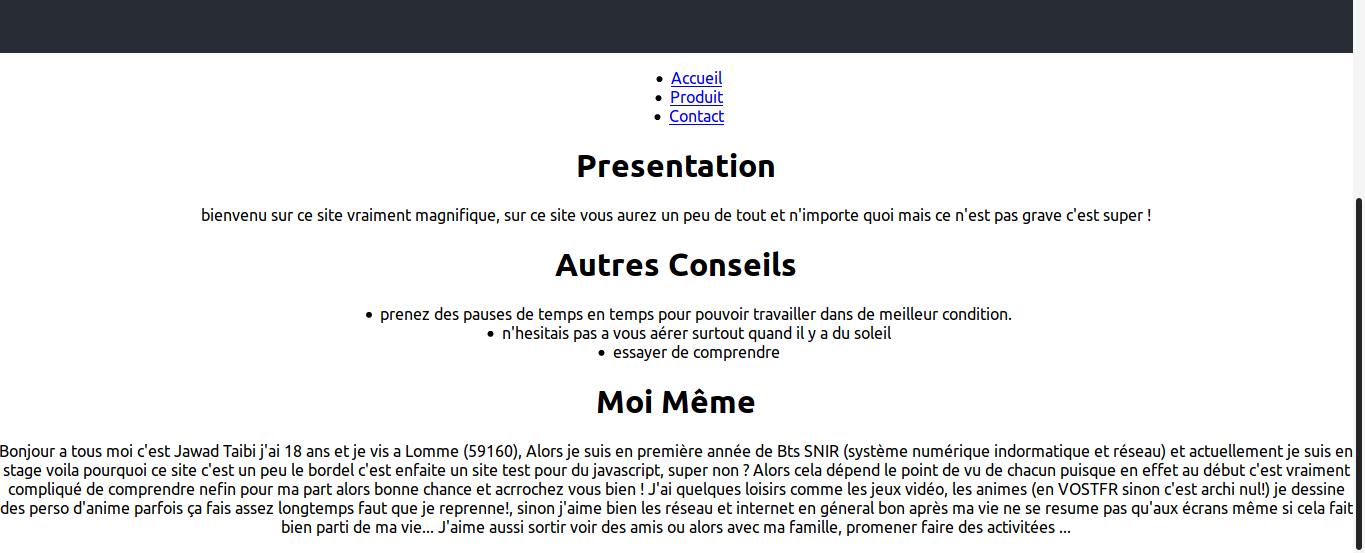 Accueil
Produit
Contact
Presentation
bienvenu sur ce site vraiment magnifique, sur ce site vous aurez un peu de tout et n'importe quoi mais ce n'est pas grave c'est super !
Autres Conseils
prenez des pauses de temps en temps pour pouvoir travailler dans de meilleur condition.
n'hesitais pas a vous aérer surtout quand il y a du soleil
essayer de comprendre
Moi Même
Bonjour a tous moi c'est Jawad Taibi j'ai 18 ans et je vis a Lomme (59160), Alors je suis en première année de Bts SNIR (système numérique indormatique et réseau) et actuellement je suis en
stage voila pourquoi ce site c'est un peu le bordel c'est enfaite un site test pour du javascript, super non ? Alors cela dépend le point de vu de chacun puisque en effet au début c'est vraiment
compliqué de comprendre nefin pour ma part alors bonne chance et acrrochez vous bien ! J'ai quelques loisirs comme les jeux vidéo, les animes (en VOSTFR sinon c'est archi nul!) je dessine
des perso d'anime parfois ça fais assez longtemps faut que je reprenne!, sinon j'aime bien les réseau et internet en géneral bon après ma vie ne se resume pas qu'aux écrans même si cela fait
bien parti de ma vie... J'aime aussi sortir voir des amis ou alors avec ma famille, promener faire des activitées ...